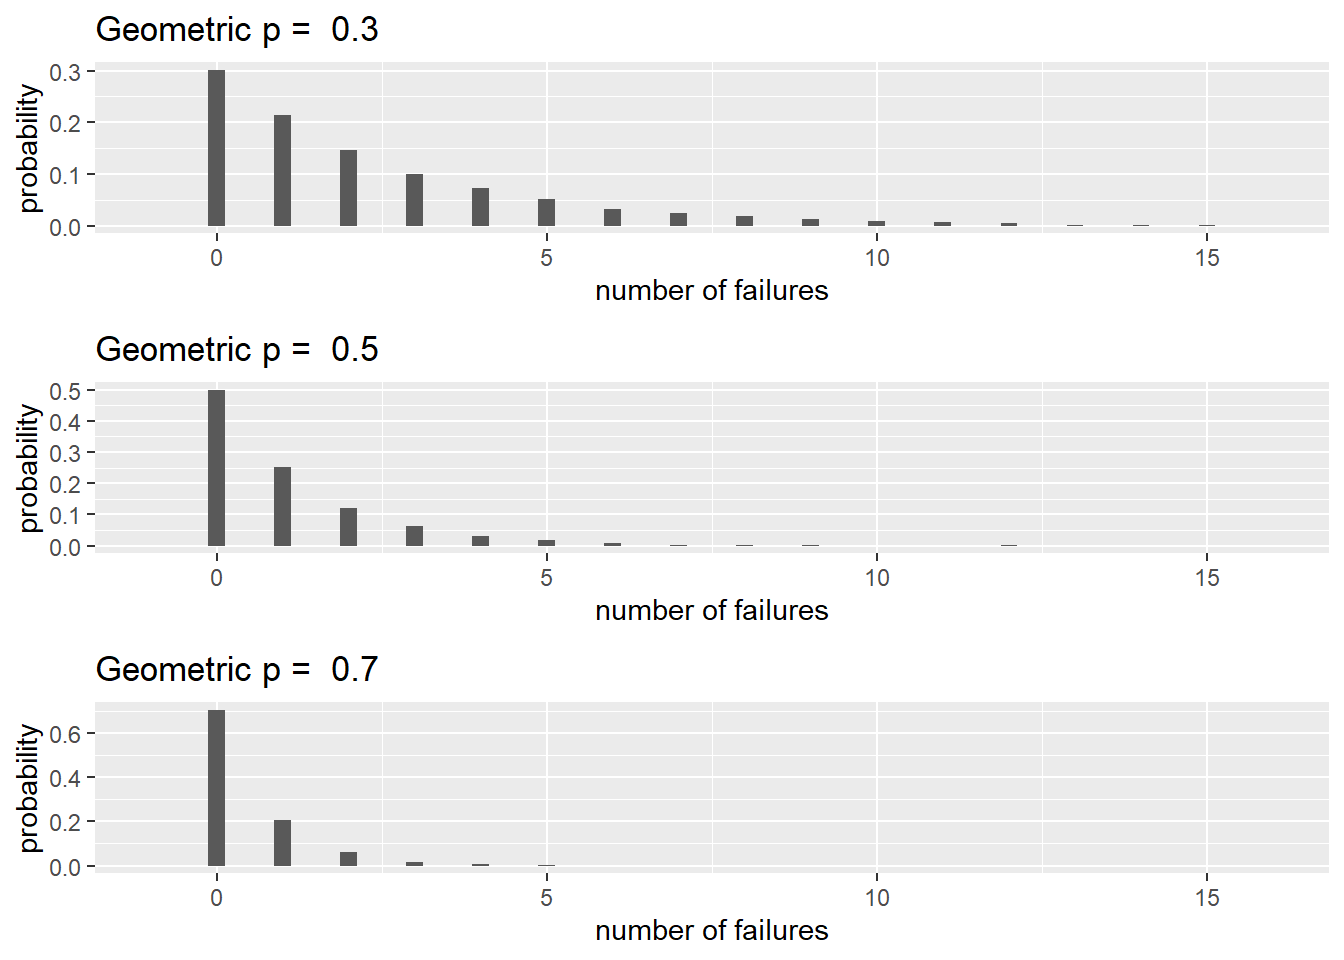 Geometric p =  0.3
probability
0.3
0.2
0.1
0.0
0 5 10 15
number of failures
Geometric p =  0.5
probability
0.5
0.4
0.3
0.2
0.1
0.0
0 5 10 15
number of failures
Geometric p =  0.7
probability
0.6
0.4
0.2
0.0
0 5 10 15
number of failures